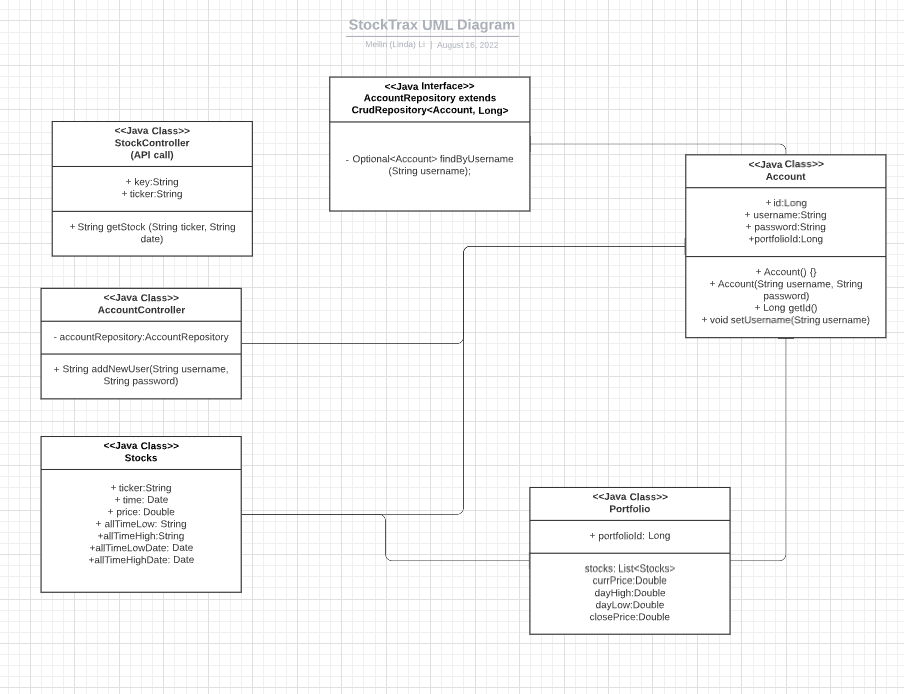 StockTrax UML Diagram
Meilin (Linda) Li | August 16, 2022
<<Java Interface>>
AccountRepository extends
CrudRepository<Account, Long>
- Optional<Account> findByUsername
(String username);
<<Java Class>>
StockController
(API call)
+ key:String
+ ticker:String
+ String getStock (String ticker, String
date)
<<Java Class>>
Account
+ id:Long
+ username:String
+ password:String
+portfolioId:Long
+ Account() {}
+ Account(String username, String
password)
+ Long getId()
+ void setUsername(String username)
<<Java Class>>
AccountController
- accountRepository:AccountRepository
+ String addNewUser(String username,
String password)
<<Java Class>>
Stocks
+ ticker:String
+ time: Date
+ price: Double
+ allTimeLow: String
+allTimeHigh:String
+allTimeLowDate: Date
+allTimeHighDate: Date
<<Java Class>>
Portfolio
+ portfolioId: Long
stocks: List<Stocks>
currPrice:Double
dayHigh:Double
dayLow:Double
closePrice:Double